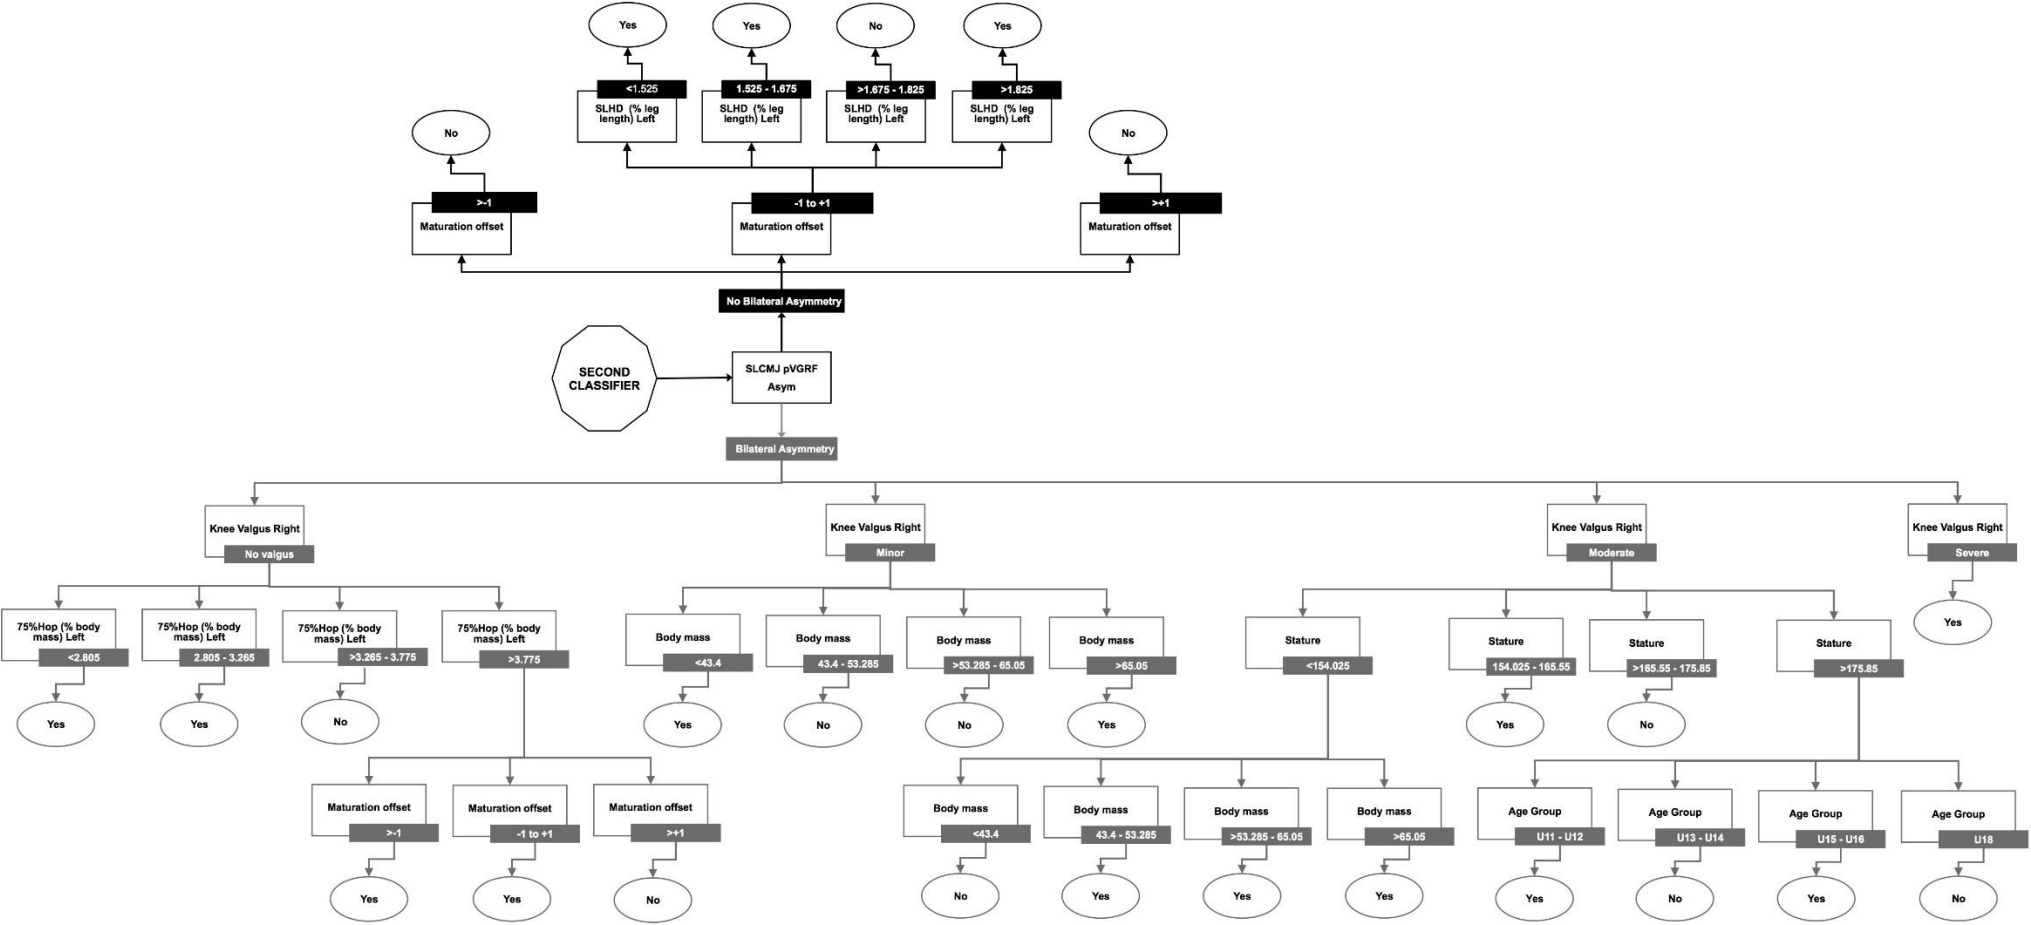 Yes
Yes
No
Yes
<1.525
1.525 - 1.675
>1.675 - 1.825
>1.825
SLHD (% leg
length) Left
SLHD (% leg
length) Left
SLHD (% leg
length) Left
SLHD (% leg
length) Left
No
No
>-1
-1 to +1
>+1
Maturation offset
Maturation offset
Maturation offset
No Bilateral Asymmetry
SECOND
CLASSIFIER
SLCMJ pVGRF
Asym
Bilateral Asymmetry
Knee Valgus Right
No valgus
Knee Valgus Right
Minor
Knee Valgus Right
Moderate
Knee Valgus Right
Severe
75%Hop (% body
mass) Left
<2.805
75%Hop (% body
mass) Left
2.805 - 3.265
75%Hop (% body
mass) Left
>3.265 - 3.775
75%Hop (% body
mass) Left
>3.775
Body mass
<43.4
Body mass
43.4 - 53.285
Body mass
>53.285 - 65.05
Body mass
>65.05
Stature
<154.025
Stature
154.025 - 165.55
Stature
>165.55 - 175.85
Stature
>175.85
Yes
Yes
Yes
No
Yes
No
No
Yes
Yes
No
Maturation offset
>-1
Maturation offset
-1 to +1
Maturation offset
>+1
Body mass
<43.4
Body mass
43.4 - 53.285
Body mass
>53.285 - 65.05
Body mass
>65.05
Age Group
U11 - U12
Age Group
U13 - U14
Age Group
U15 - U16
Age Group
U18
Yes
Yes
No
No
Yes
Yes
Yes
Yes
No
Yes
No